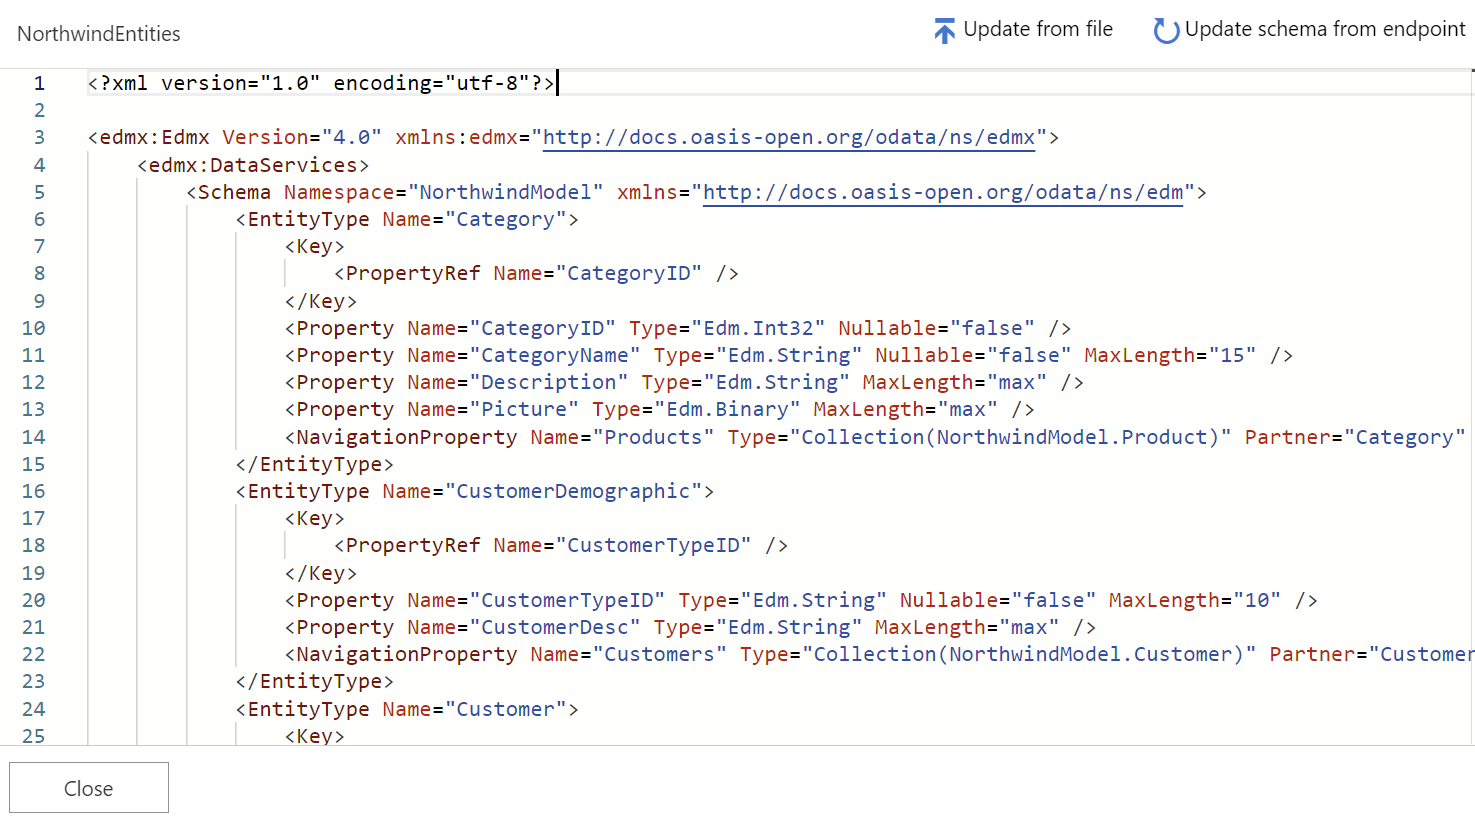 NorthwindEntities
Update from file
Update schema from endpoint
1 <?xml version="1.0" encoding="utf-8"?>
2
3 <edmx:Edmx Version="4.0" xmlns:edmx="http://docs.oasis-open.org/odata/ns/edmx">
4 <edmx:DataServices>
5 <Schema Namespace="NorthwindModel" xmlns="http://docs.oasis-open.org/odata/ns/edm">
6 <EntityType Name="Category">
7 <Key>
8 <PropertyRef Name="CategoryID" />
9 </Key>
10 <Property Name="CategoryID" Type="Edm.Int32" Nullable="false" />
11 <Property Name="CategoryName" Type="Edm.String" Nullable="false" MaxLength="15" />
12 <Property Name="Description" Type="Edm.String" MaxLength="max" />
13 <Property Name="Picture" Type="Edm.Binary" MaxLength="max" />
14 <NavigationProperty Name="Products" Type="Collection(NorthwindModel.Product)" Partner="Category"
15 </EntityType>
16 <EntityType Name="CustomerDemographic">
17 <Key>
18 <PropertyRef Name="CustomerTypeID" />
19 </Key>
20 <Property Name="CustomerTypeID" Type="Edm.String" Nullable="false" MaxLength="10" />
21 <Property Name="CustomerDesc" Type="Edm.String" MaxLength="max" />
22 <NavigationProperty Name="Customers" Type="Collection(NorthwindModel.Customer)" Partner="Customer
23 </EntityType>
24 <EntityType Name="Customer">
25 <Key>
Close